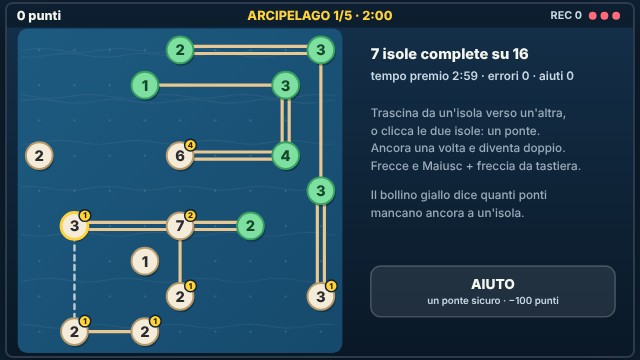 0 punti
ARCIPELAGO 1/5 · 2:00
REC 0
2
3
1
3
2
6
4
4
3
3
1
7
2
2
1
2
1
3
1
2
1
2
1
7 isole complete su 16
tempo premio 2:59 · errori 0 · aiuti 0
Trascina da un'isola verso un'altra,
o clicca le due isole: un ponte.
Ancora una volta e diventa doppio.
Frecce e Maiusc + freccia da tastiera.
Il bollino giallo dice quanti ponti
mancano ancora a un'isola.
AIUTO
un ponte sicuro · −100 punti